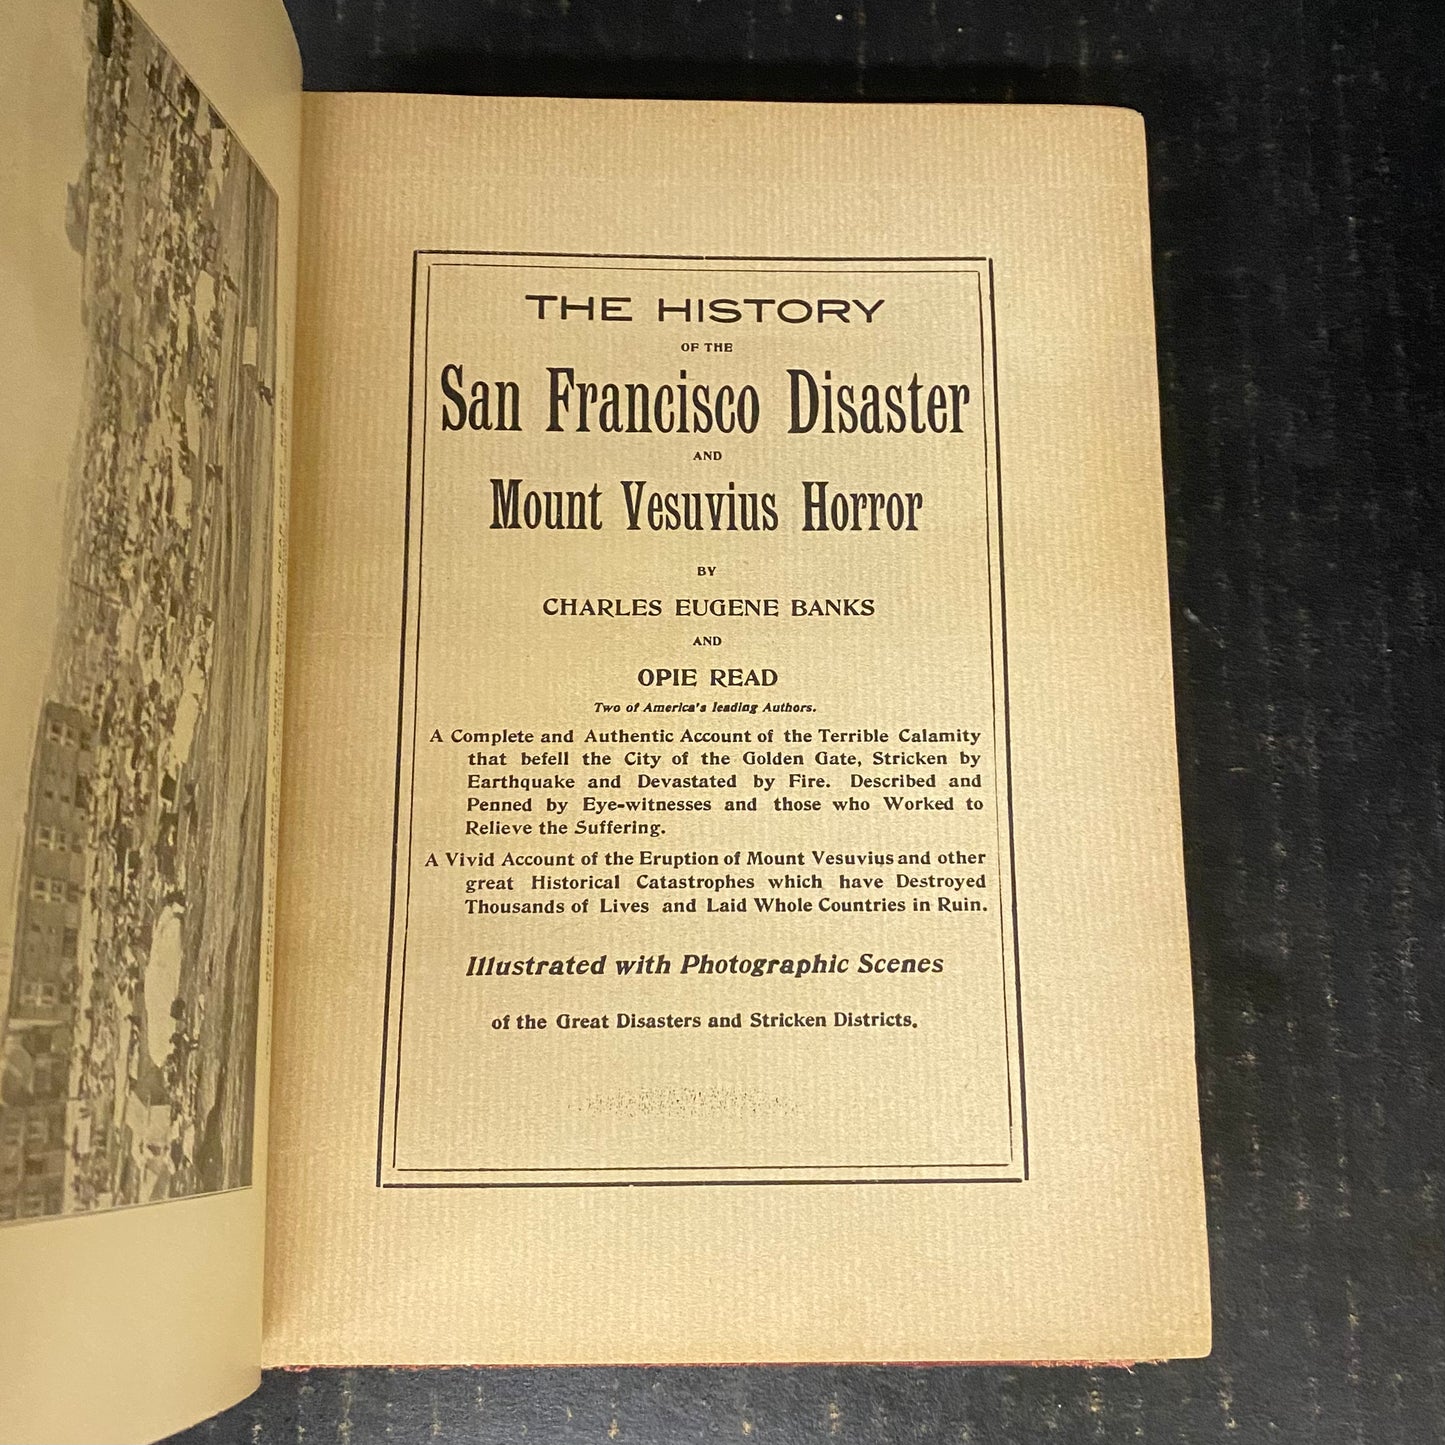 THE HISTORY
OF THE
San Francisco Disaster
AND
Mount Vesuvius Horror
BY
CHARLES EUGENE BANKS
AND
OPIE READ
Two of America's leading Authors.
A Complete and Authentic Account of the Terrible Calamity
that befell the City of the Golden Gate, Stricken by
Earthquake and Devastated by Fire. Described and
Penned by Eye-witnesses and those who Worked to
Relieve the Suffering.
A Vivid Account of the Eruption of Mount Vesuvius and other
great Historical Catastrophes which have Destroyed
Thousands of Lives and Laid Whole Countries in Ruin.
Illustrated with Photographic Scenes
of the Great Disasters and Stricken Districts.